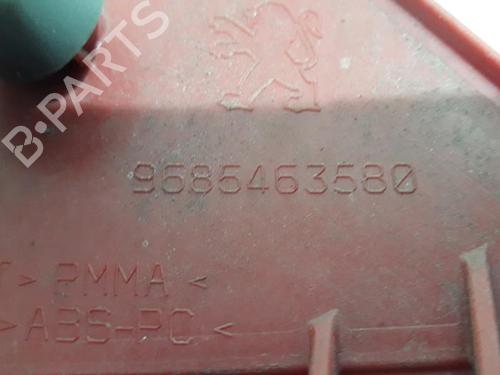 B-PARTS
9685463580
> PMMA <
> ABS-PC <